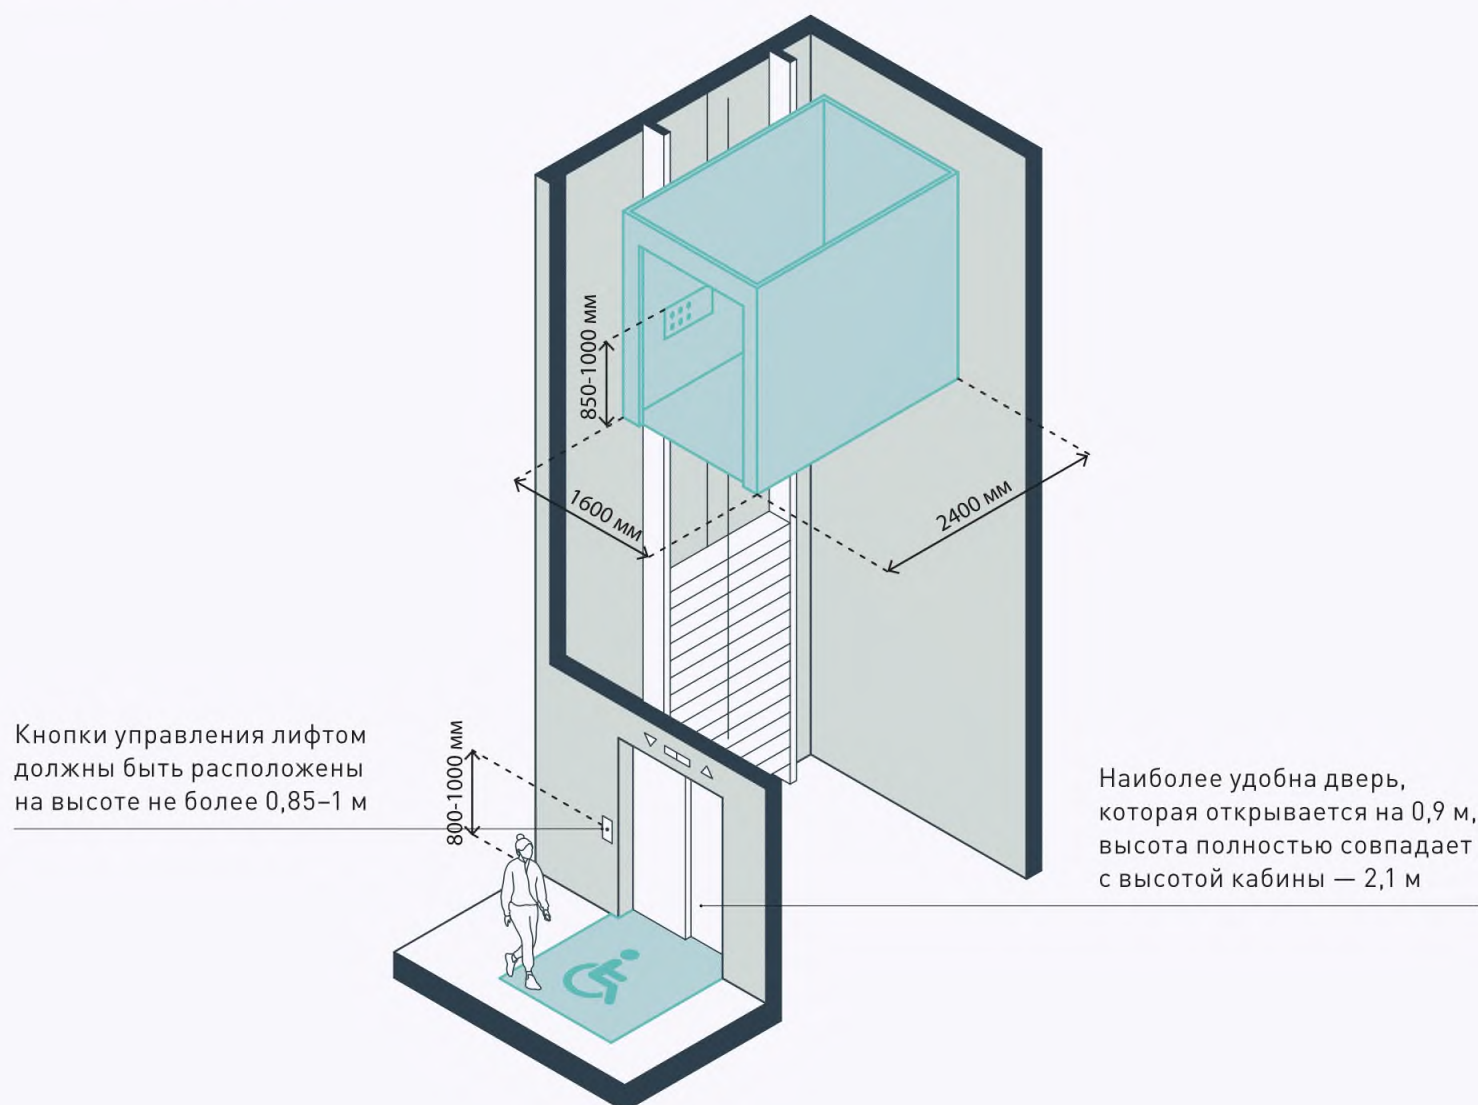 850-1000 мм
1600 мм
2400 мм
Кнопки управления лифтом
должны быть расположены
на высоте не более 0,85–1 м
800-1000 мм
Наиболее удобна дверь,
которая открывается на 0,9 м,
высота полностью совпадает
с высотой кабины — 2,1 м